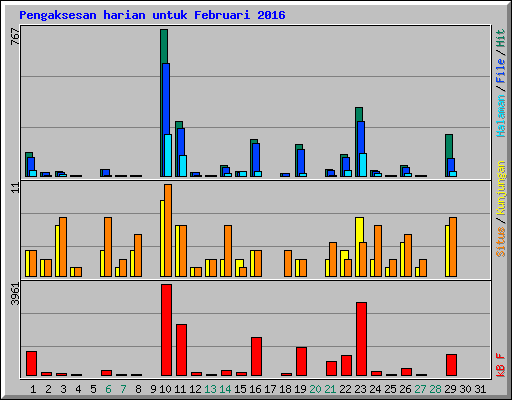 Pengaksesan harian untuk Februari 2016
767
Halaman / File / Hit
11
Situs / Kunjungan
3961
kB F
1 2 3 4 5 6 7 8 9 10 11 12 13 14 15 16 17 18 19 20 21 22 23 24 25 26 27 28 29 30 31